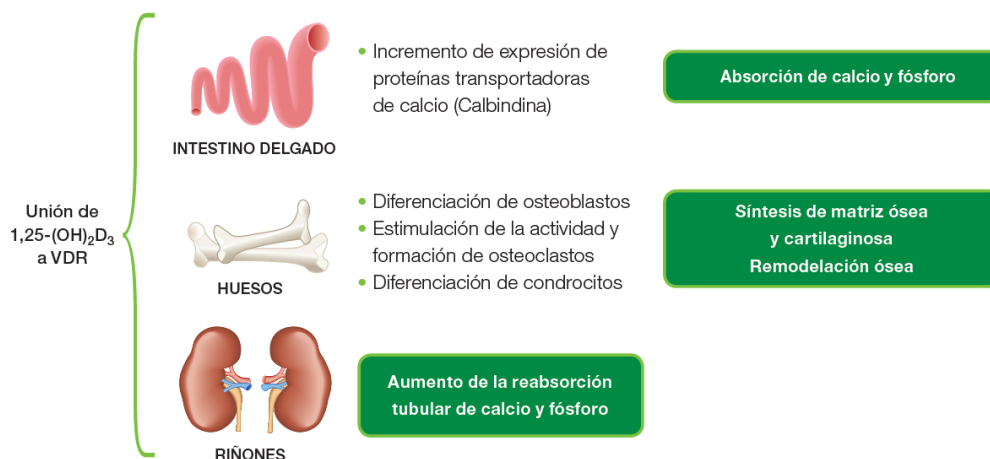 Unión de
1,25-(OH)₂D₃
a VDR
INTESTINO DELGADO
• Incremento de expresión de
proteínas transportadoras
de calcio (Calbindina)
Absorción de calcio y fósforo
HUESOS
• Diferenciación de osteoblastos
• Estimulación de la actividad y
formación de osteoclastos
• Diferenciación de condrocitos
Síntesis de matriz ósea
y cartilaginosa
Remodelación ósea
RIÑONES
Aumento de la reabsorción
tubular de calcio y fósforo